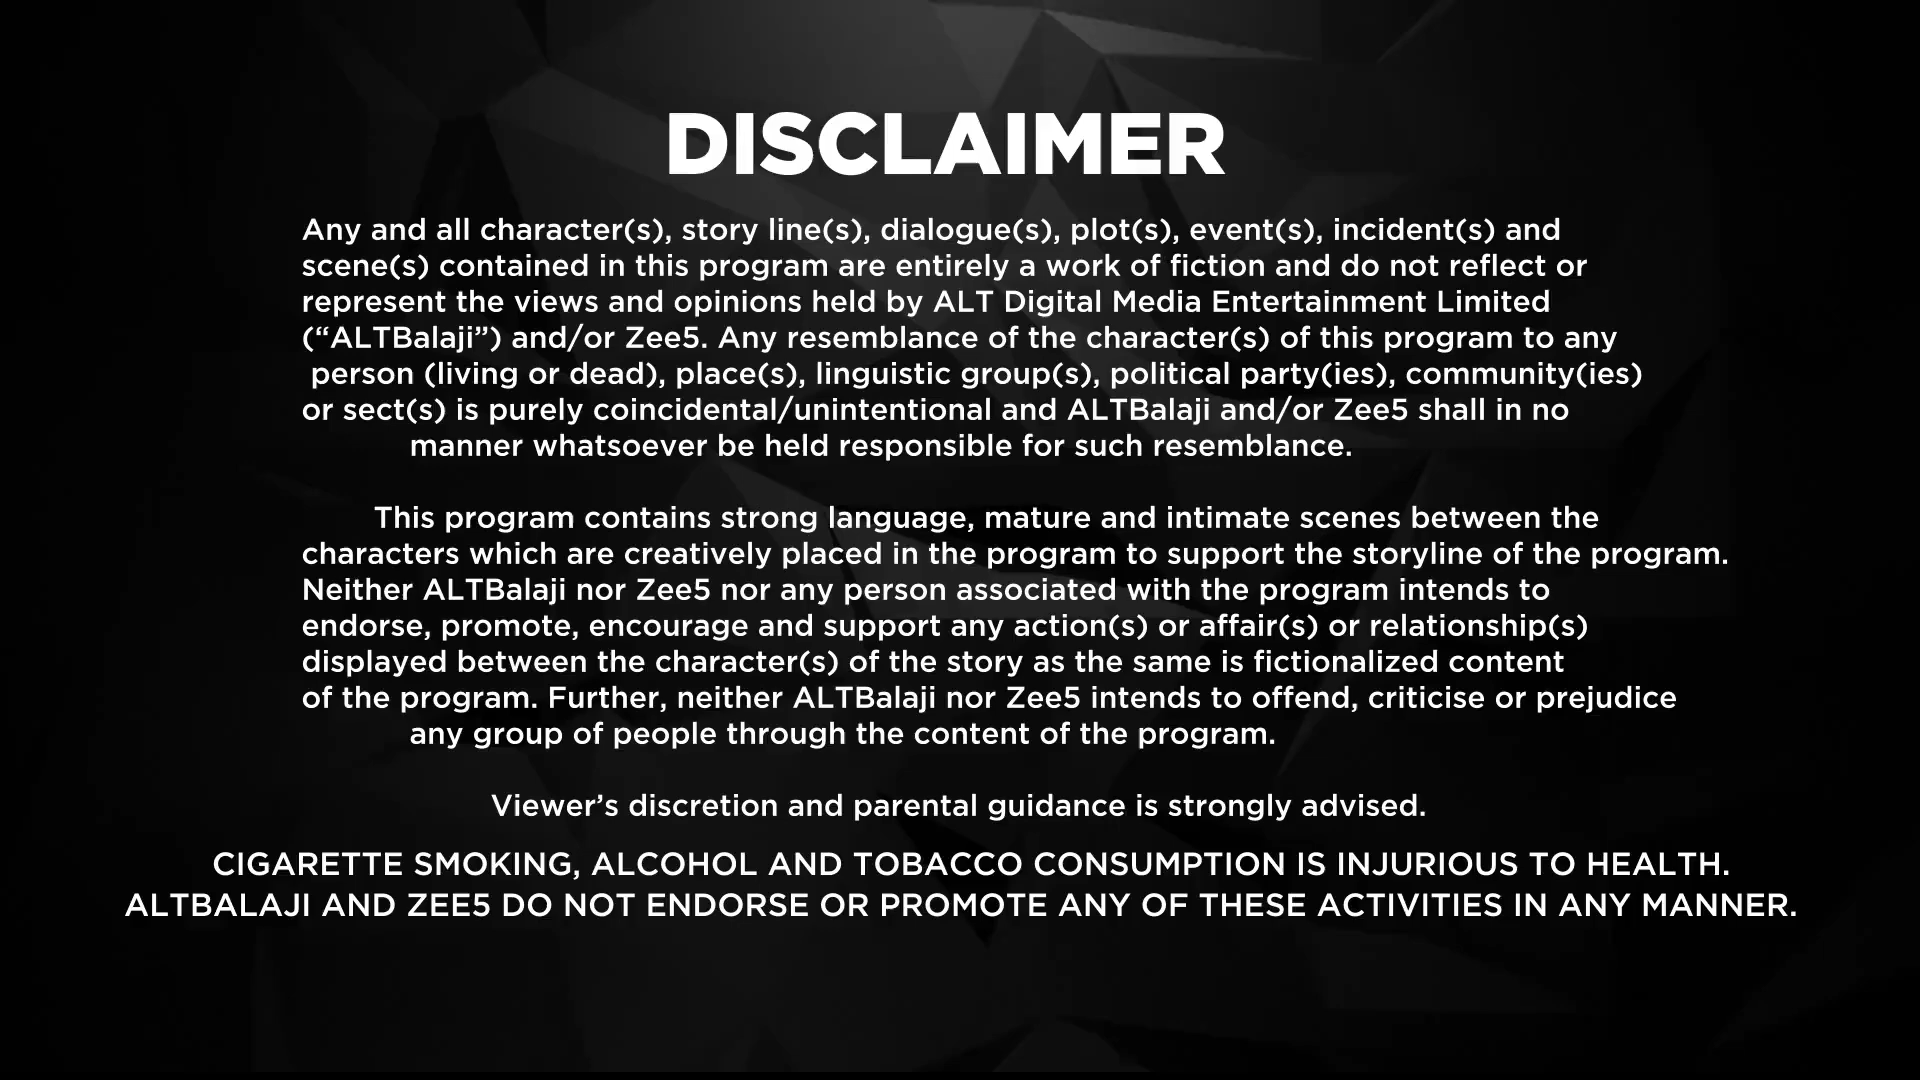 DISCLAIMER
Any and all character(s), story line(s), dialogue(s), plot(s), event(s), incident(s) and
scene(s) contained in this program are entirely a work of fiction and do not reflect or
represent the views and opinions held by ALT Digital Media Entertainment Limited
(“ALTBalaji”) and/or Zee5. Any resemblance of the character(s) of this program to any
person (living or dead), place(s), linguistic group(s), political party(ies), community(ies)
or sect(s) is purely coincidental/unintentional and ALTBalaji and/or Zee5 shall in no
manner whatsoever be held responsible for such resemblance.
This program contains strong language, mature and intimate scenes between the
characters which are creatively placed in the program to support the storyline of the program.
Neither ALTBalaji nor Zee5 nor any person associated with the program intends to
endorse, promote, encourage and support any action(s) or affair(s) or relationship(s)
displayed between the character(s) of the story as the same is fictionalized content
of the program. Further, neither ALTBalaji nor Zee5 intends to offend, criticise or prejudice
any group of people through the content of the program.
Viewer’s discretion and parental guidance is strongly advised.
CIGARETTE SMOKING, ALCOHOL AND TOBACCO CONSUMPTION IS INJURIOUS TO HEALTH.
ALTBALAJI AND ZEE5 DO NOT ENDORSE OR PROMOTE ANY OF THESE ACTIVITIES IN ANY MANNER.